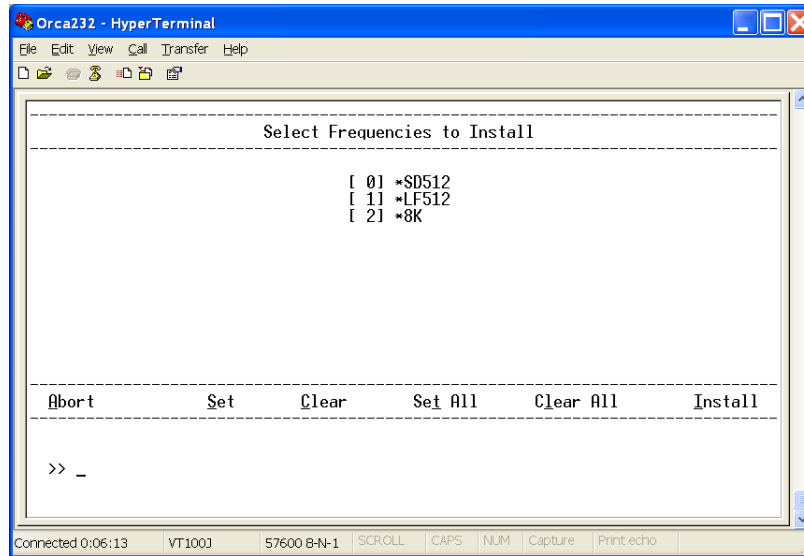 Orca232 - HyperTerminal
File Edit View Call Transfer Help
Select Frequencies to Install
[ 0] *SD512
[ 1] *LF512
[ 2] *8K
Abort Set Clear Set All Clear All Install
>> _
Connected 0:06:13 VT100J 57600 8-N-1 SCROLL CAPS NUM Capture Print echo